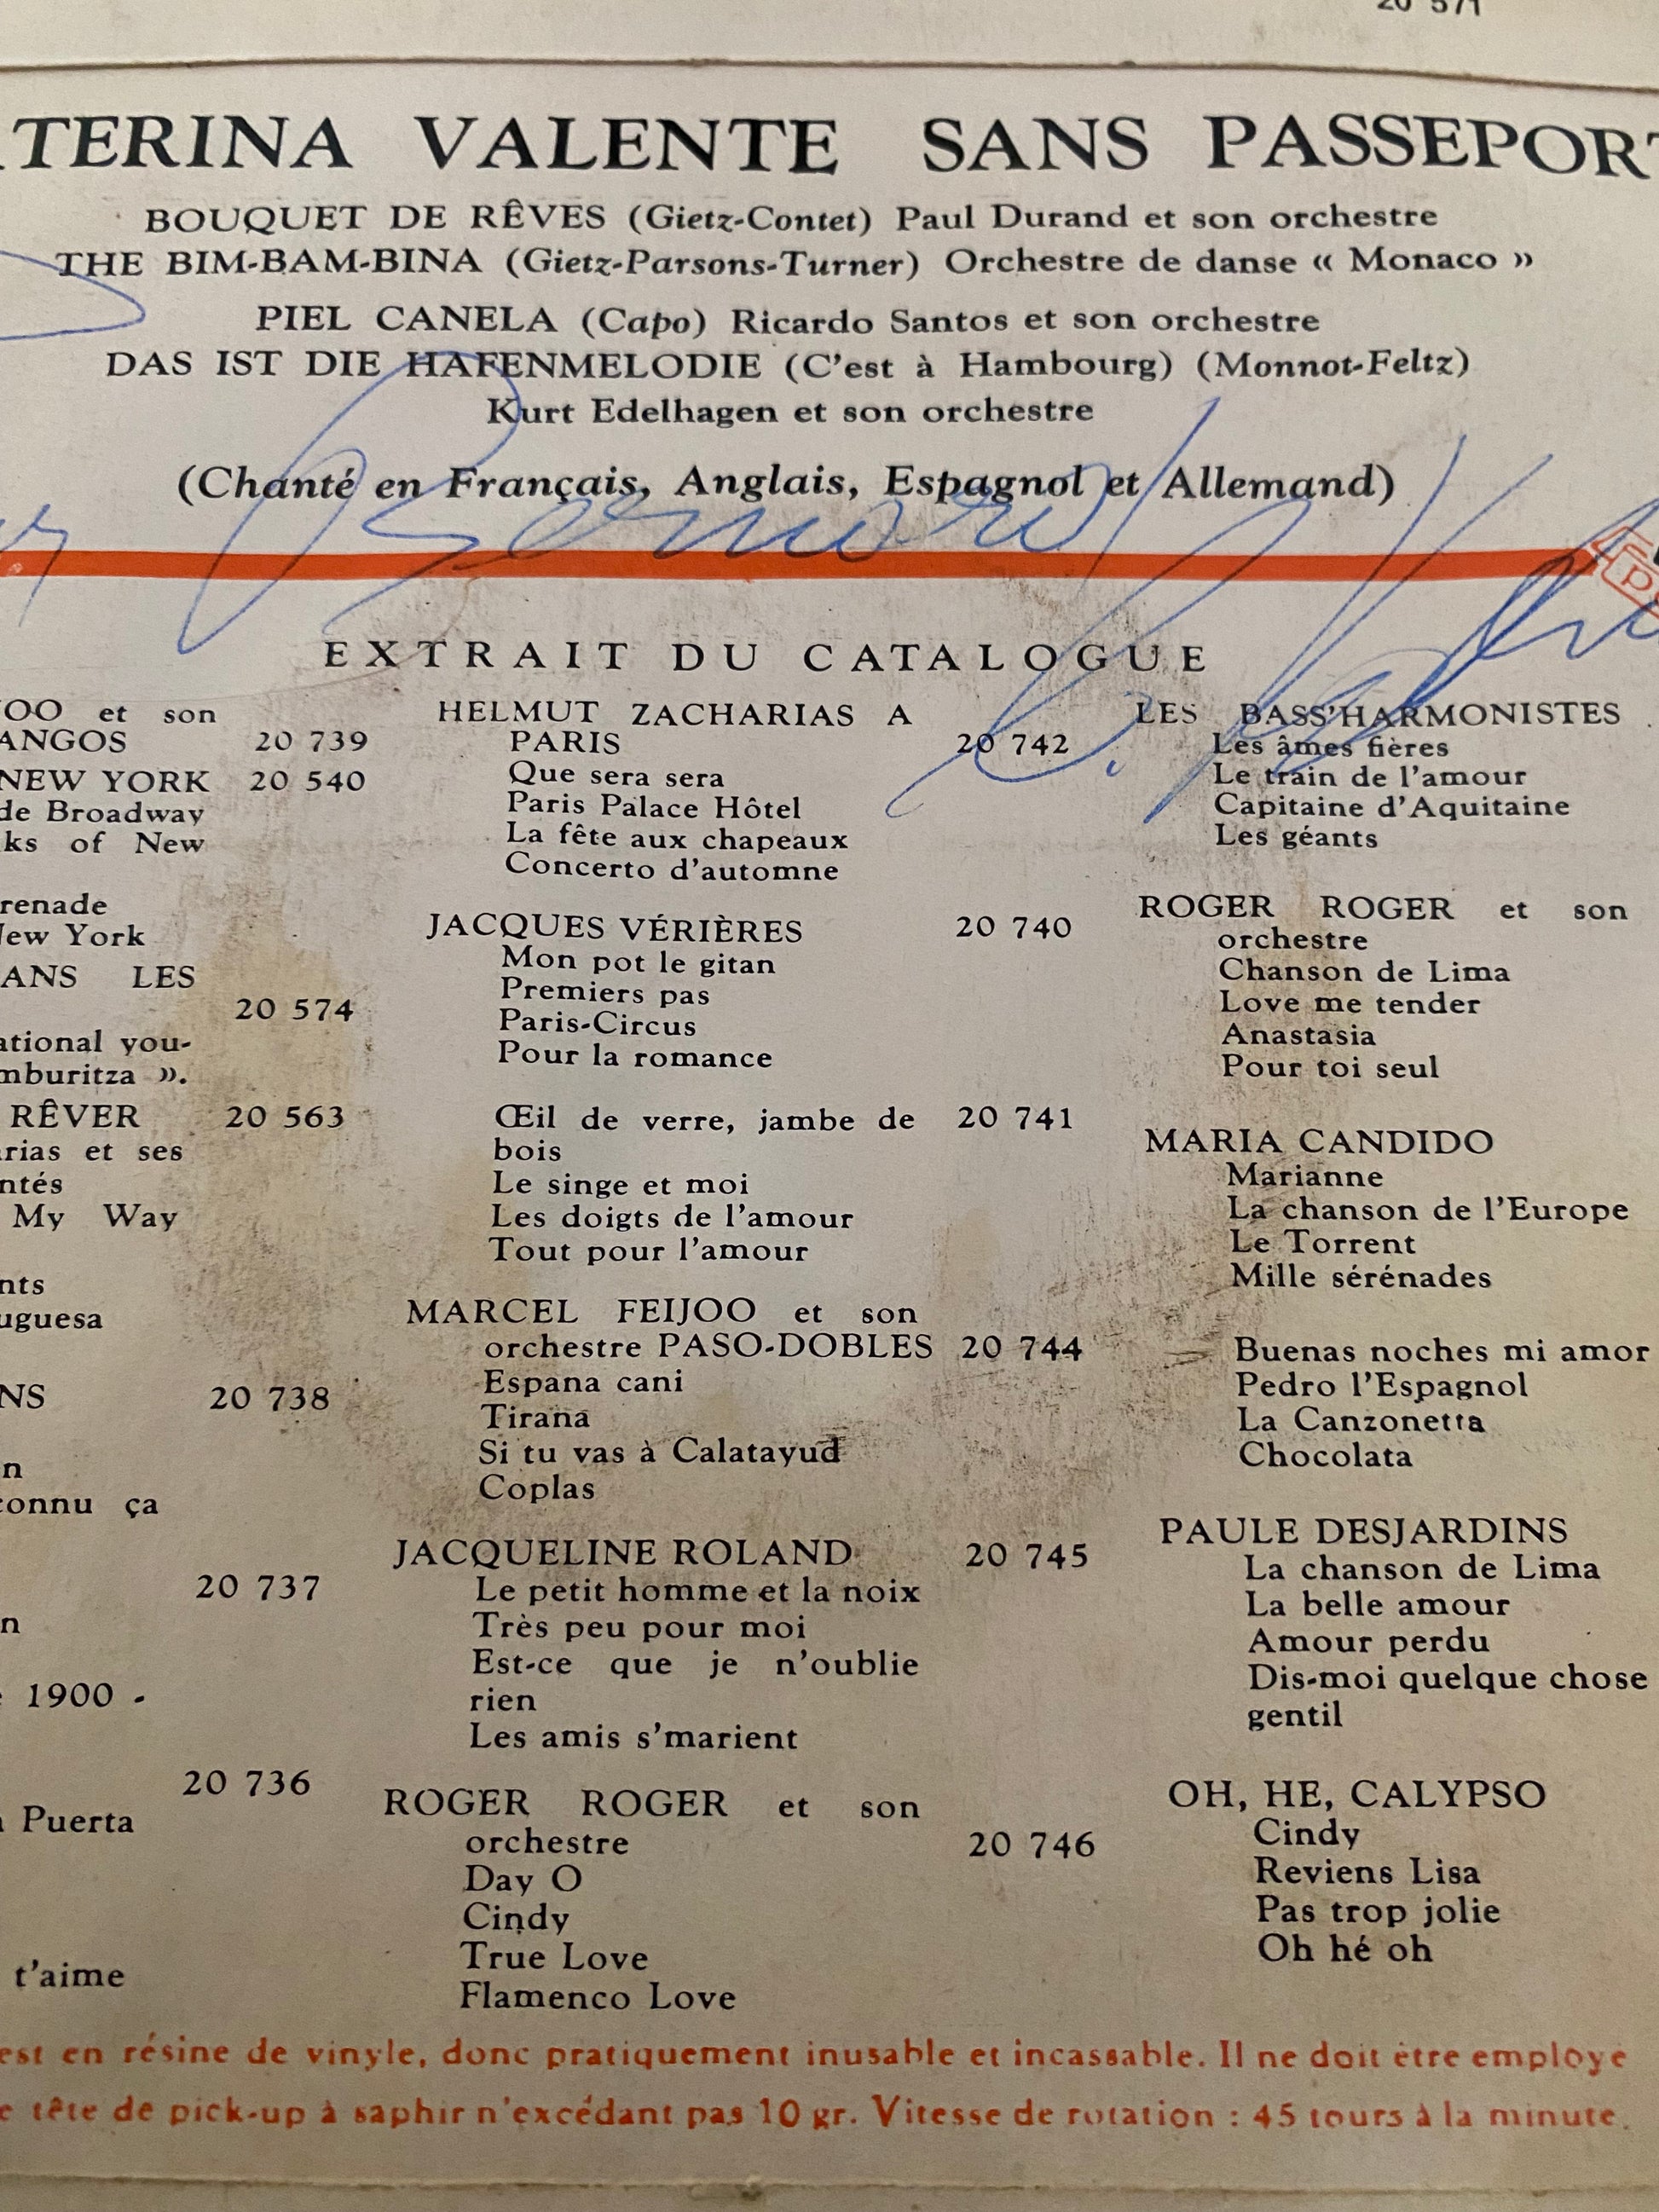 20 571
TERINA VALENTE SANS PASSEPORT
BOUQUET DE RÊVES (Gietz-Contet) Paul Durand et son orchestre
THE BIM-BAM-BINA (Gietz-Parsons-Turner) Orchestre de danse « Monaco »
PIEL CANELA (Capo) Ricardo Santos et son orchestre
DAS IST DIE HAFENMELODIE (C'est à Hambourg) (Monnot-Feltz)
Kurt Edelhagen et son orchestre
(Chanté en Français, Anglais, Espagnol et Allemand)
Bernard
EXTRAIT DU CATALOGUE
JOO et son
ANGOS 20 739
NEW YORK 20 540
de Broadway
ks of New
renade
New York
ANS LES
20 574
ational you-
mburitza ».
RÊVER 20 563
rias et ses
ntés
My Way
nts
uguesa
NS 20 738
n
connu ça
20 737
n
1900 -
20 736
Puerta
t'aime
HELMUT ZACHARIAS A
PARIS 20 742
Que sera sera
Paris Palace Hôtel
La fête aux chapeaux
Concerto d'automne
JACQUES VÉRIÈRES 20 740
Mon pot le gitan
Premiers pas
Paris-Circus
Pour la romance
Œil de verre, jambe de 20 741
bois
Le singe et moi
Les doigts de l'amour
Tout pour l'amour
MARCEL FEIJOO et son
orchestre PASO-DOBLES 20 744
Espana cani
Tirana
Si tu vas à Calatayud
Coplas
JACQUELINE ROLAND 20 745
Le petit homme et la noix
Très peu pour moi
Est-ce que je n'oublie
rien
Les amis s'marient
ROGER ROGER et son
orchestre 20 746
Day O
Cindy
True Love
Flamenco Love
LES BASS'HARMONISTES
Les âmes fières
Le train de l'amour
Capitaine d'Aquitaine
Les géants
ROGER ROGER et son
orchestre
Chanson de Lima
Love me tender
Anastasia
Pour toi seul
MARIA CANDIDO
Marianne
La chanson de l'Europe
Le Torrent
Mille sérénades
Buenas noches mi amor
Pedro l'Espagnol
La Canzonetta
Chocolata
PAULE DESJARDINS
La chanson de Lima
La belle amour
Amour perdu
Dis-moi quelque chose
gentil
OH, HE, CALYPSO
Cindy
Reviens Lisa
Pas trop jolie
Oh hé oh
est en résine de vinyle, donc pratiquement inusable et incassable. Il ne doit être employé
tête de pick-up à saphir n'excédant pas 10 gr. Vitesse de rotation : 45 tours à la minute.